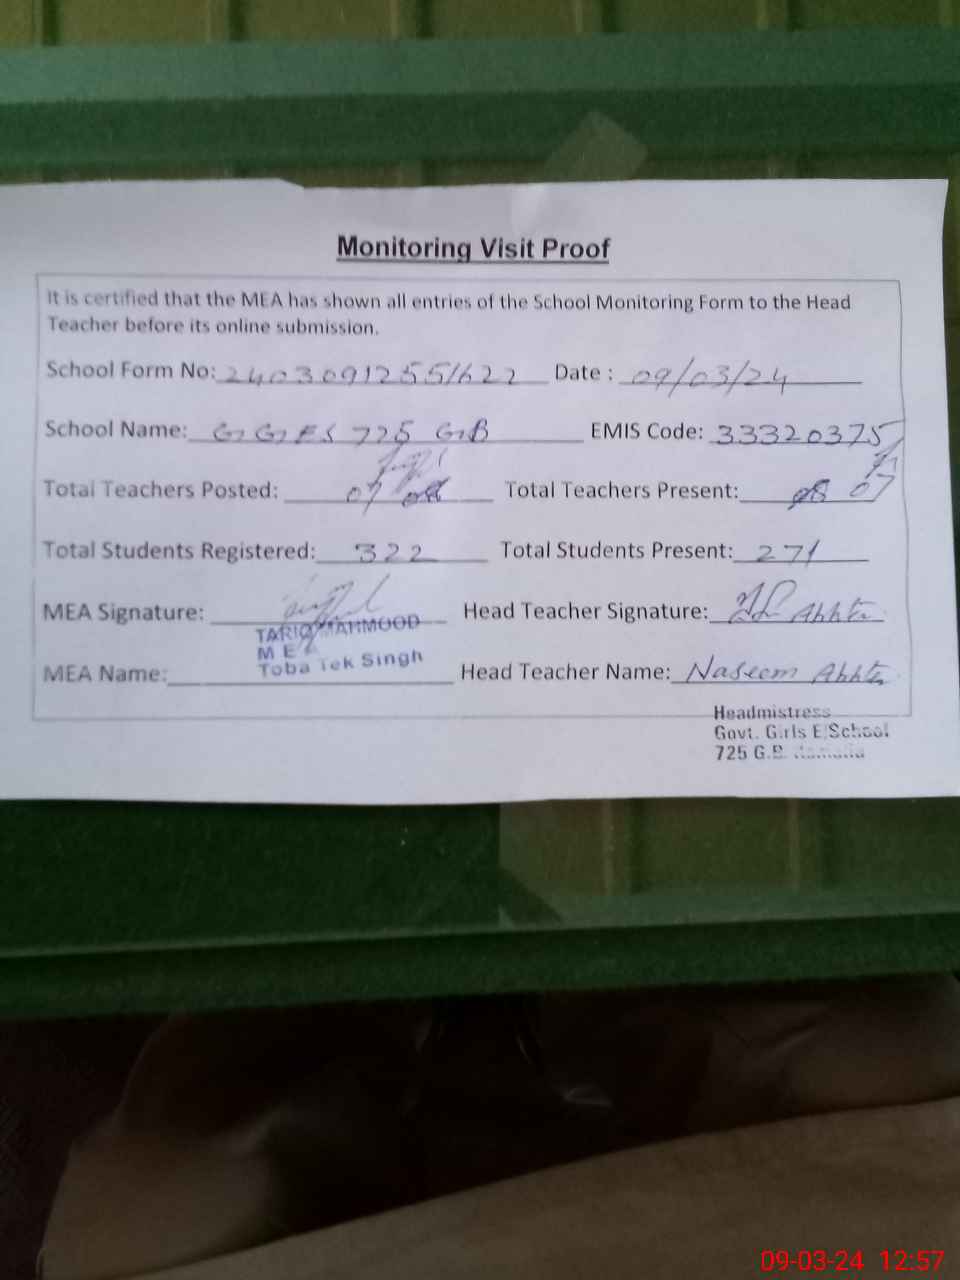 Monitoring Visit Proof
It is certified that the MEA has shown all entries of the School Monitoring Form to the Head
Teacher before its online submission.
School Form No: Date : 09/03/24
School Name: GGES 725 GB EMIS Code: 33320375
Total Teachers Posted: 07 08 Total Teachers Present: 08 07
Total Students Registered: 322 Total Students Present: 271
MEA Signature: Head Teacher Signature:
TARIQ MAHMOOD
M E A
Toba Tek Singh
MEA Name: Head Teacher Name: Naseem Akhter
Headmistress
Govt. Girls E/School
725 G.B.
09-03-24 12:57